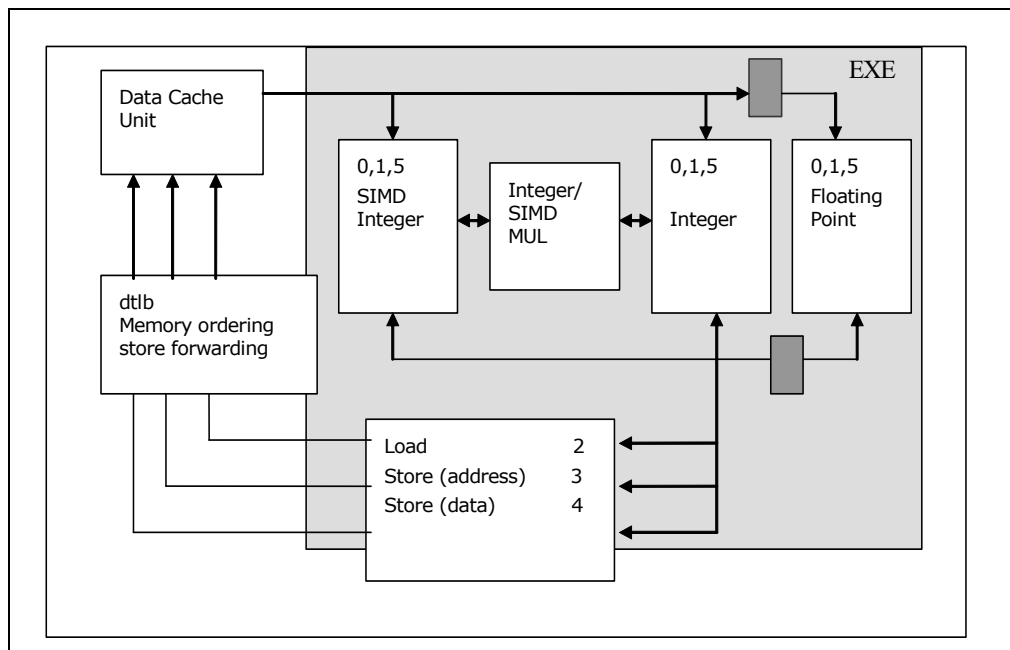 EXE
Data Cache
Unit
0,1,5
SIMD
Integer
Integer/
SIMD
MUL
0,1,5
Integer
0,1,5
Floating
Point
dtlb
Memory ordering
store forwarding
Load 2
Store (address) 3
Store (data) 4